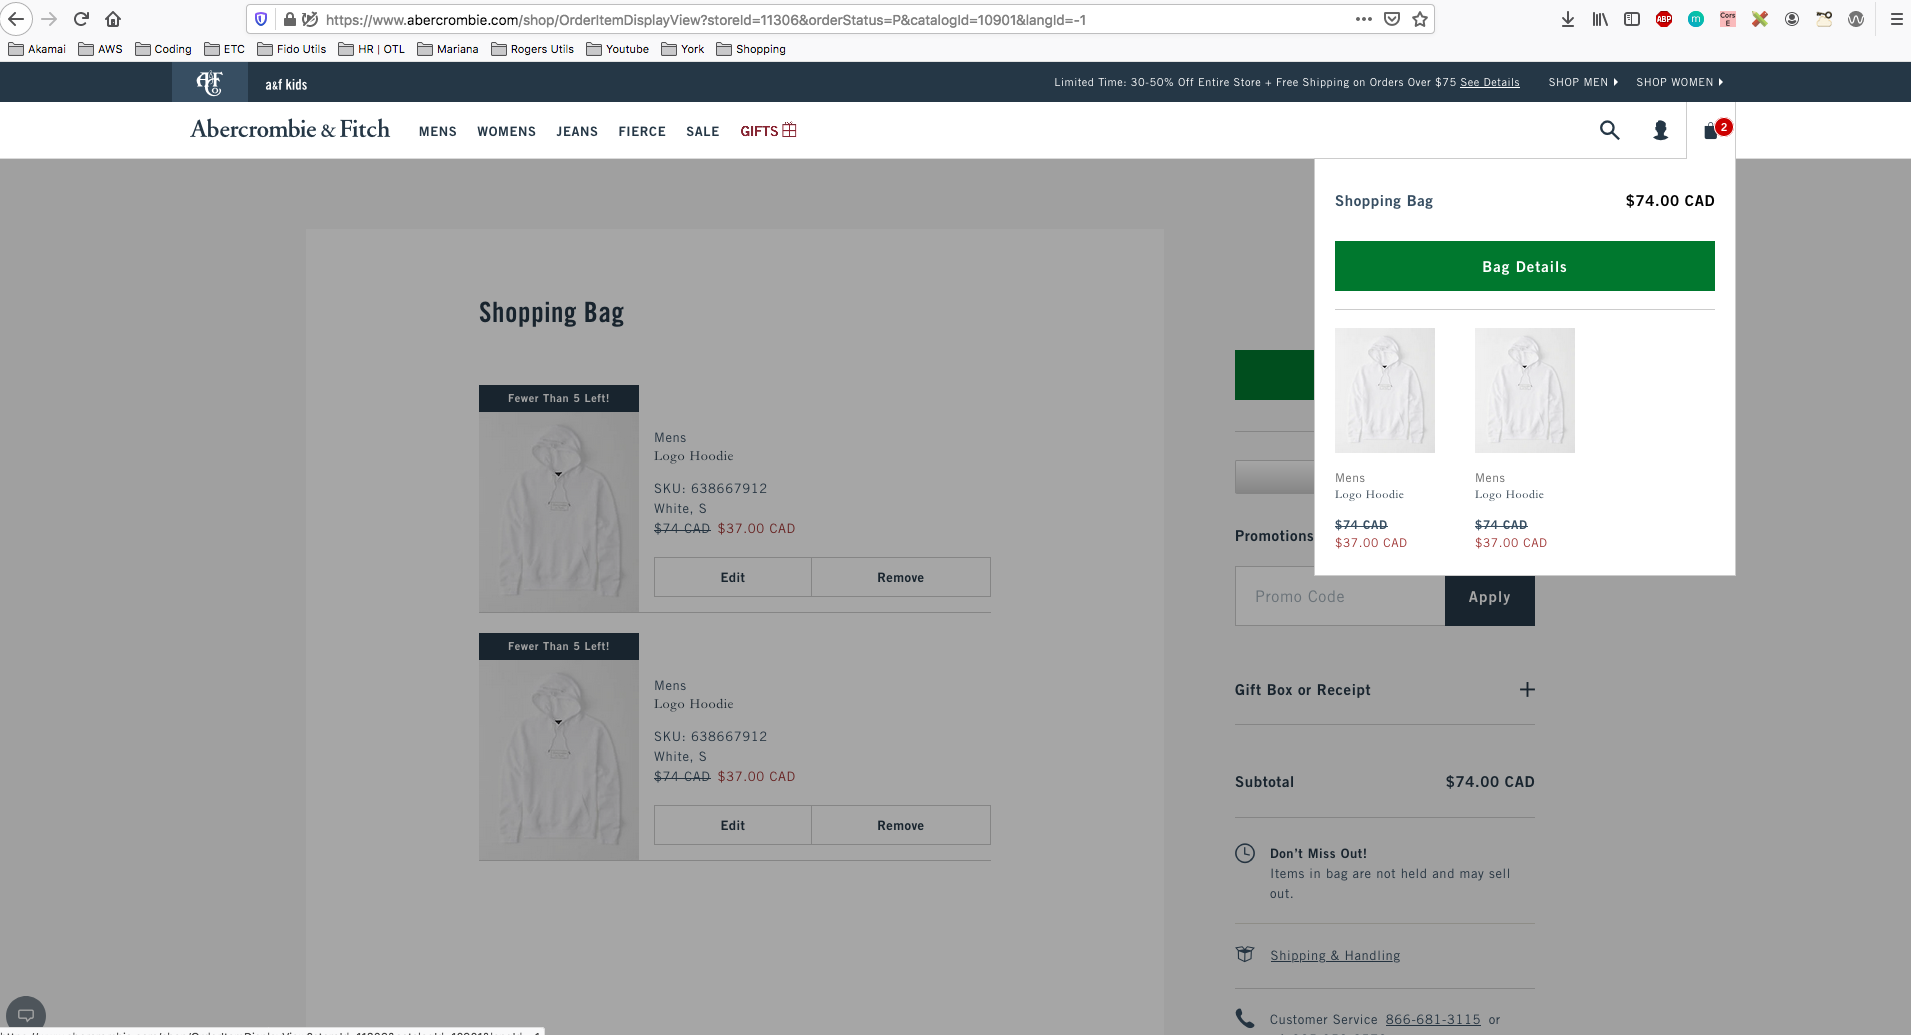 https://www.abercrombie.com/shop/OrderItemDisplayView?storeId=11306&orderStatus=P&catalogId=10901&langId=-1
ABP
m
Cors
E
Akamai
AWS
Coding
ETC
Fido Utils
HR | OTL
Mariana
Rogers Utils
Youtube
York
Shopping
a&f kids
Limited Time: 30-50% Off Entire Store + Free Shipping on Orders Over $75 See Details
SHOP MEN
SHOP WOMEN
Abercrombie & Fitch
MENS
WOMENS
JEANS
FIERCE
SALE
GIFTS
2
Shopping Bag
$74.00 CAD
Bag Details
Mens
Logo Hoodie
$74 CAD
$37.00 CAD
Mens
Logo Hoodie
$74 CAD
$37.00 CAD
Shopping Bag
Fewer Than 5 Left!
Mens
Logo Hoodie
SKU: 638667912
White, S
$74 CAD $37.00 CAD
Edit
Remove
Fewer Than 5 Left!
Mens
Logo Hoodie
SKU: 638667912
White, S
$74 CAD $37.00 CAD
Edit
Remove
Promotions
Promo Code
Apply
Gift Box or Receipt
Subtotal
$74.00 CAD
Don't Miss Out!
Items in bag are not held and may sell
out.
Shipping & Handling
Customer Service 866-681-3115 or